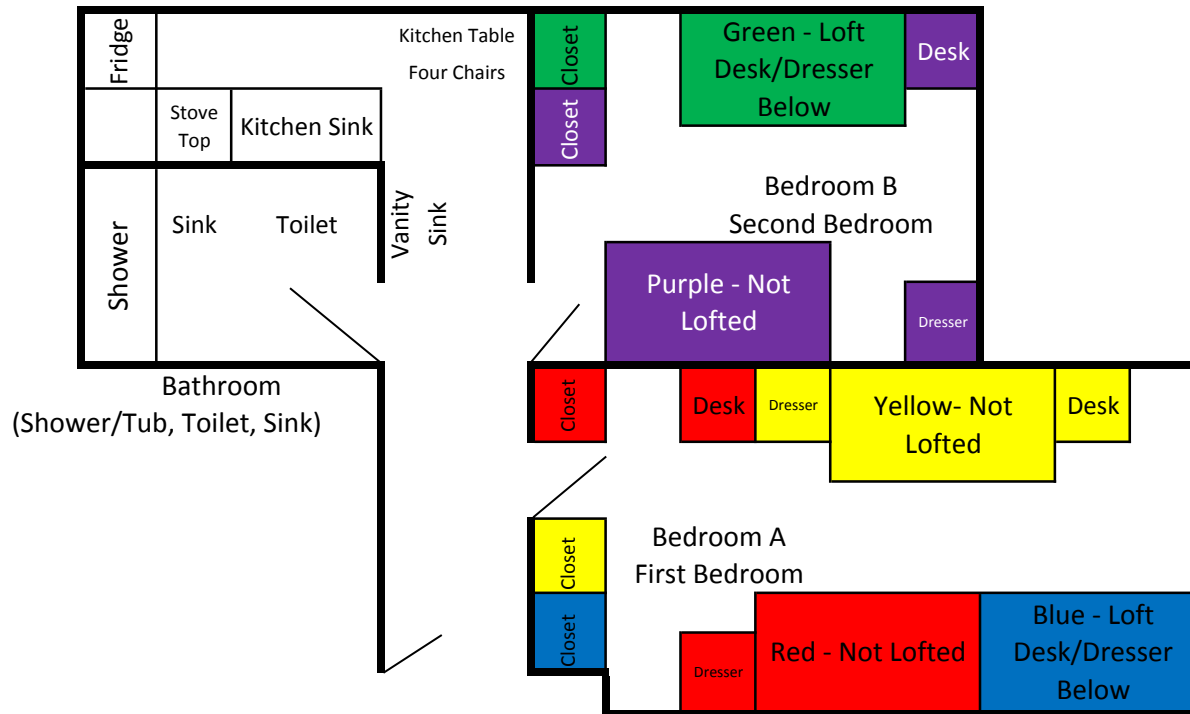 Fridge
Kitchen Table
Four Chairs
Closet
Green - Loft
Desk/Dresser
Below
Desk
Stove
Top
Kitchen Sink
Closet
Shower
Sink
Toilet
Vanity
Sink
Bedroom B
Second Bedroom
Purple - Not
Lofted
Dresser
Bathroom
(Shower/Tub, Toilet, Sink)
Closet
Desk
Dresser
Yellow- Not
Lofted
Desk
Closet
Bedroom A
First Bedroom
Closet
Dresser
Red - Not Lofted
Blue - Loft
Desk/Dresser
Below